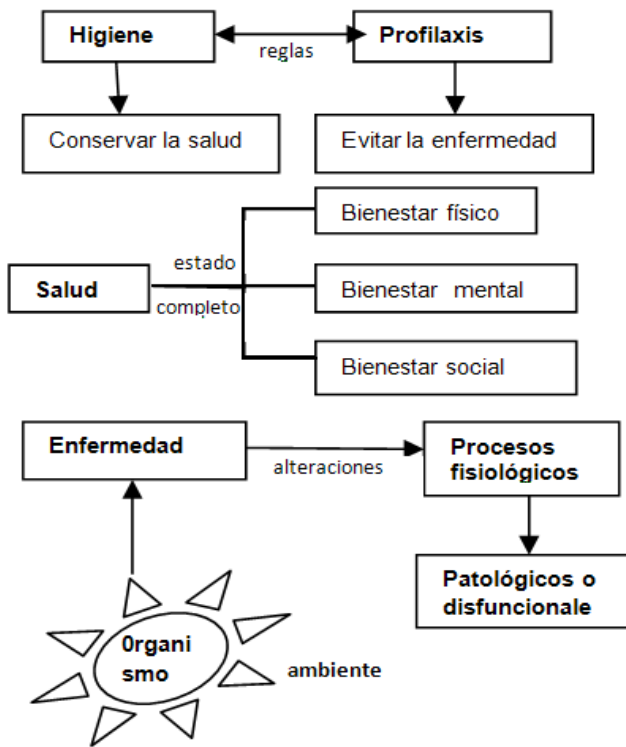 Higiene
reglas
Profilaxis
Conservar la salud
Evitar la enfermedad
Bienestar físico
estado
Salud
completo
Bienestar mental
Bienestar social
Enfermedad
alteraciones
Procesos
fisiológicos
Patológicos o
disfuncionale
0rgani
smo
ambiente